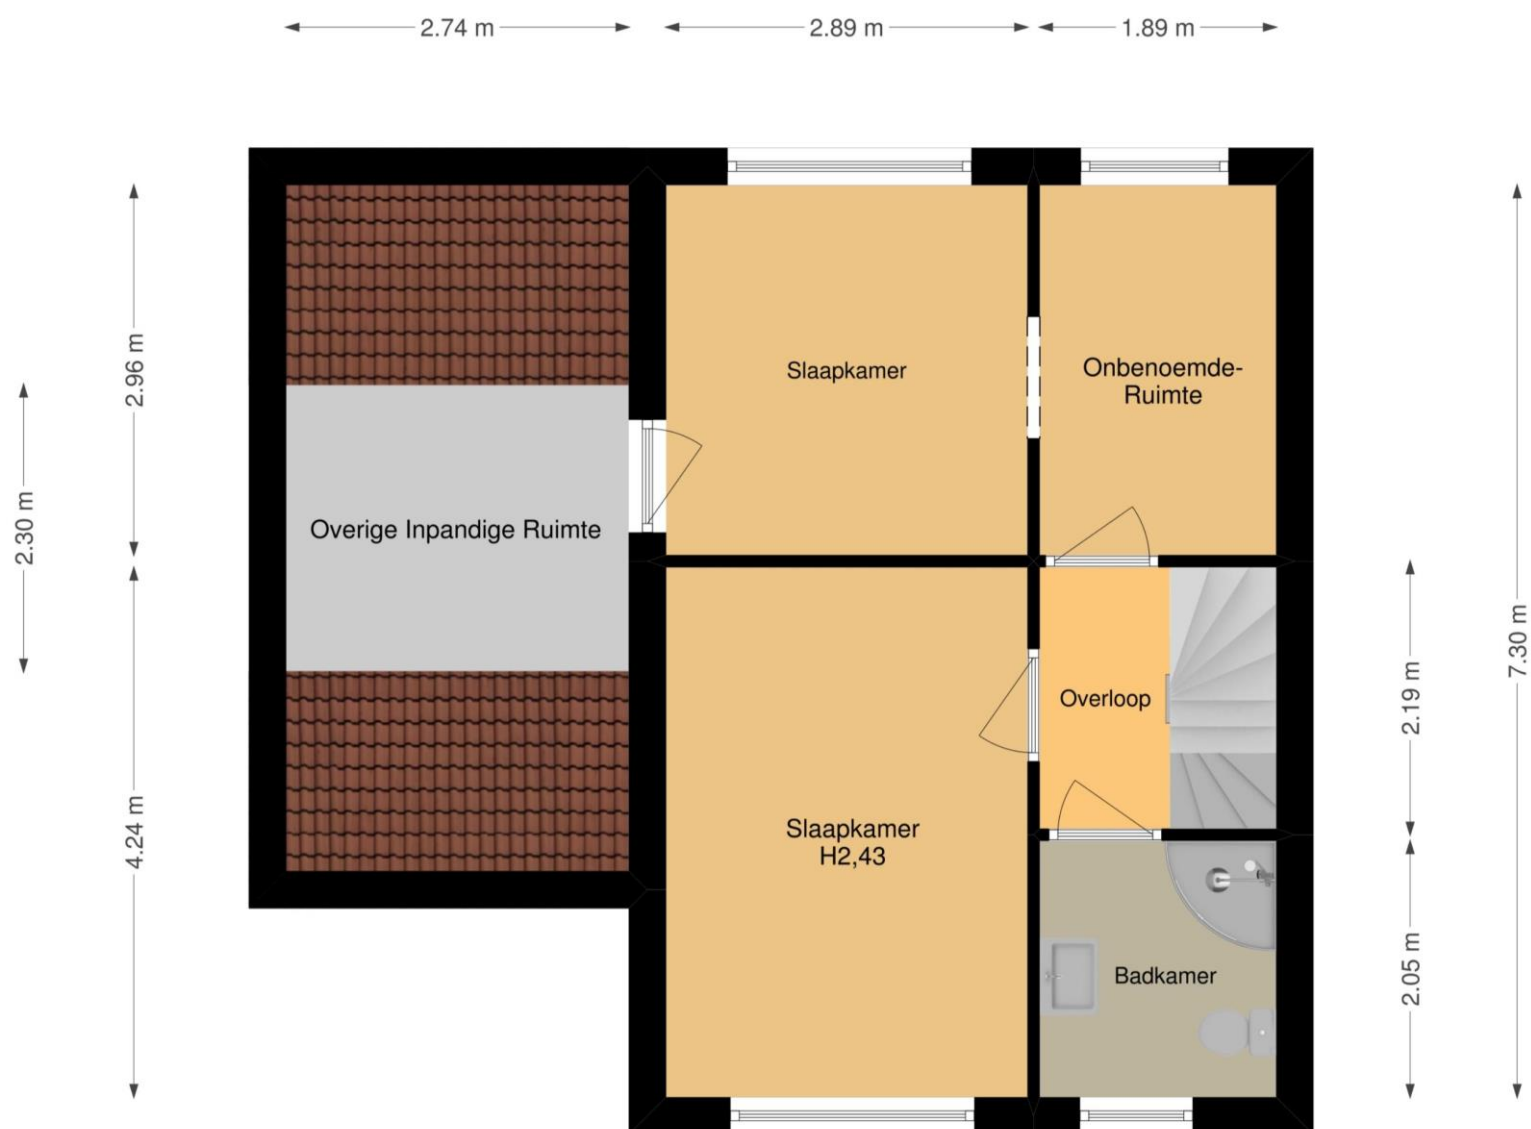 2.74 m
2.89 m
1.89 m
2.96 m
2.30 m
4.24 m
Slaapkamer
Onbenoemde-
Ruimte
Overige Inpandige Ruimte
Overloop
Slaapkamer
H2,43
Badkamer
2.19 m
2.05 m
7.30 m